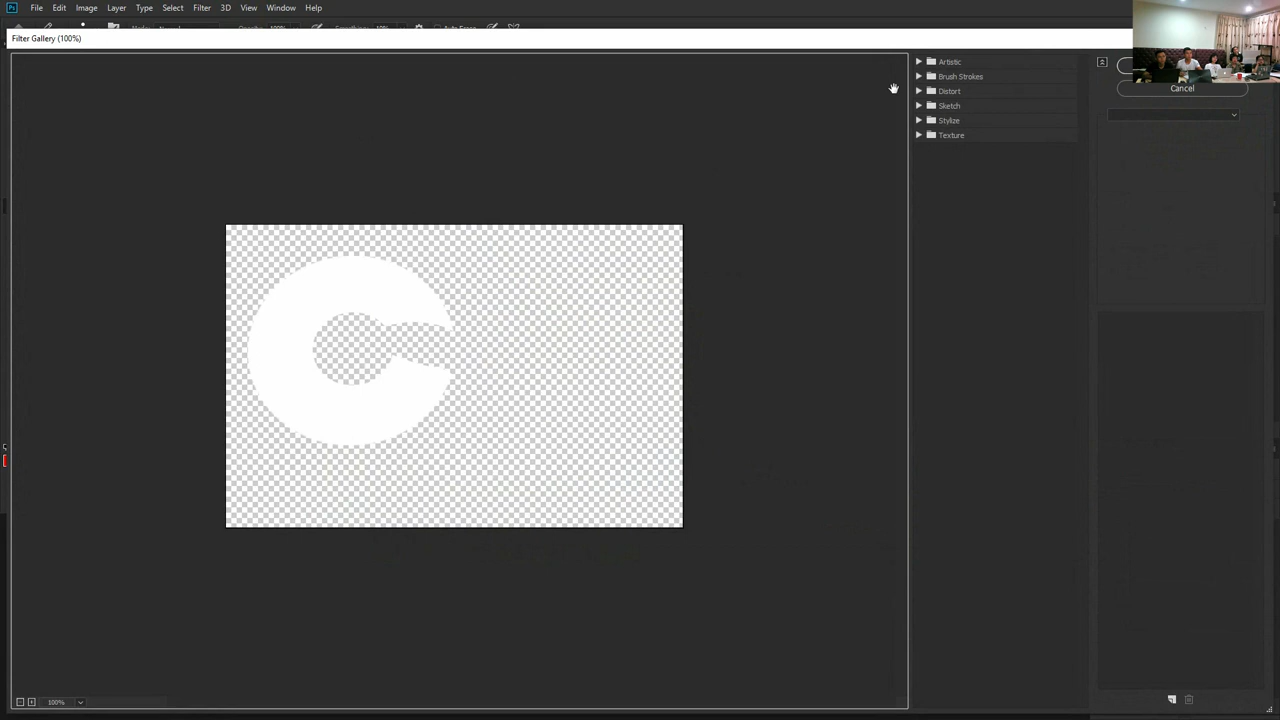 Ps File Edit Image Layer Type Select Filter 3D View Window Help
Filter Gallery (100%)
Artistic
Brush Strokes
Distort
Sketch
Stylize
Texture
Cancel
100%